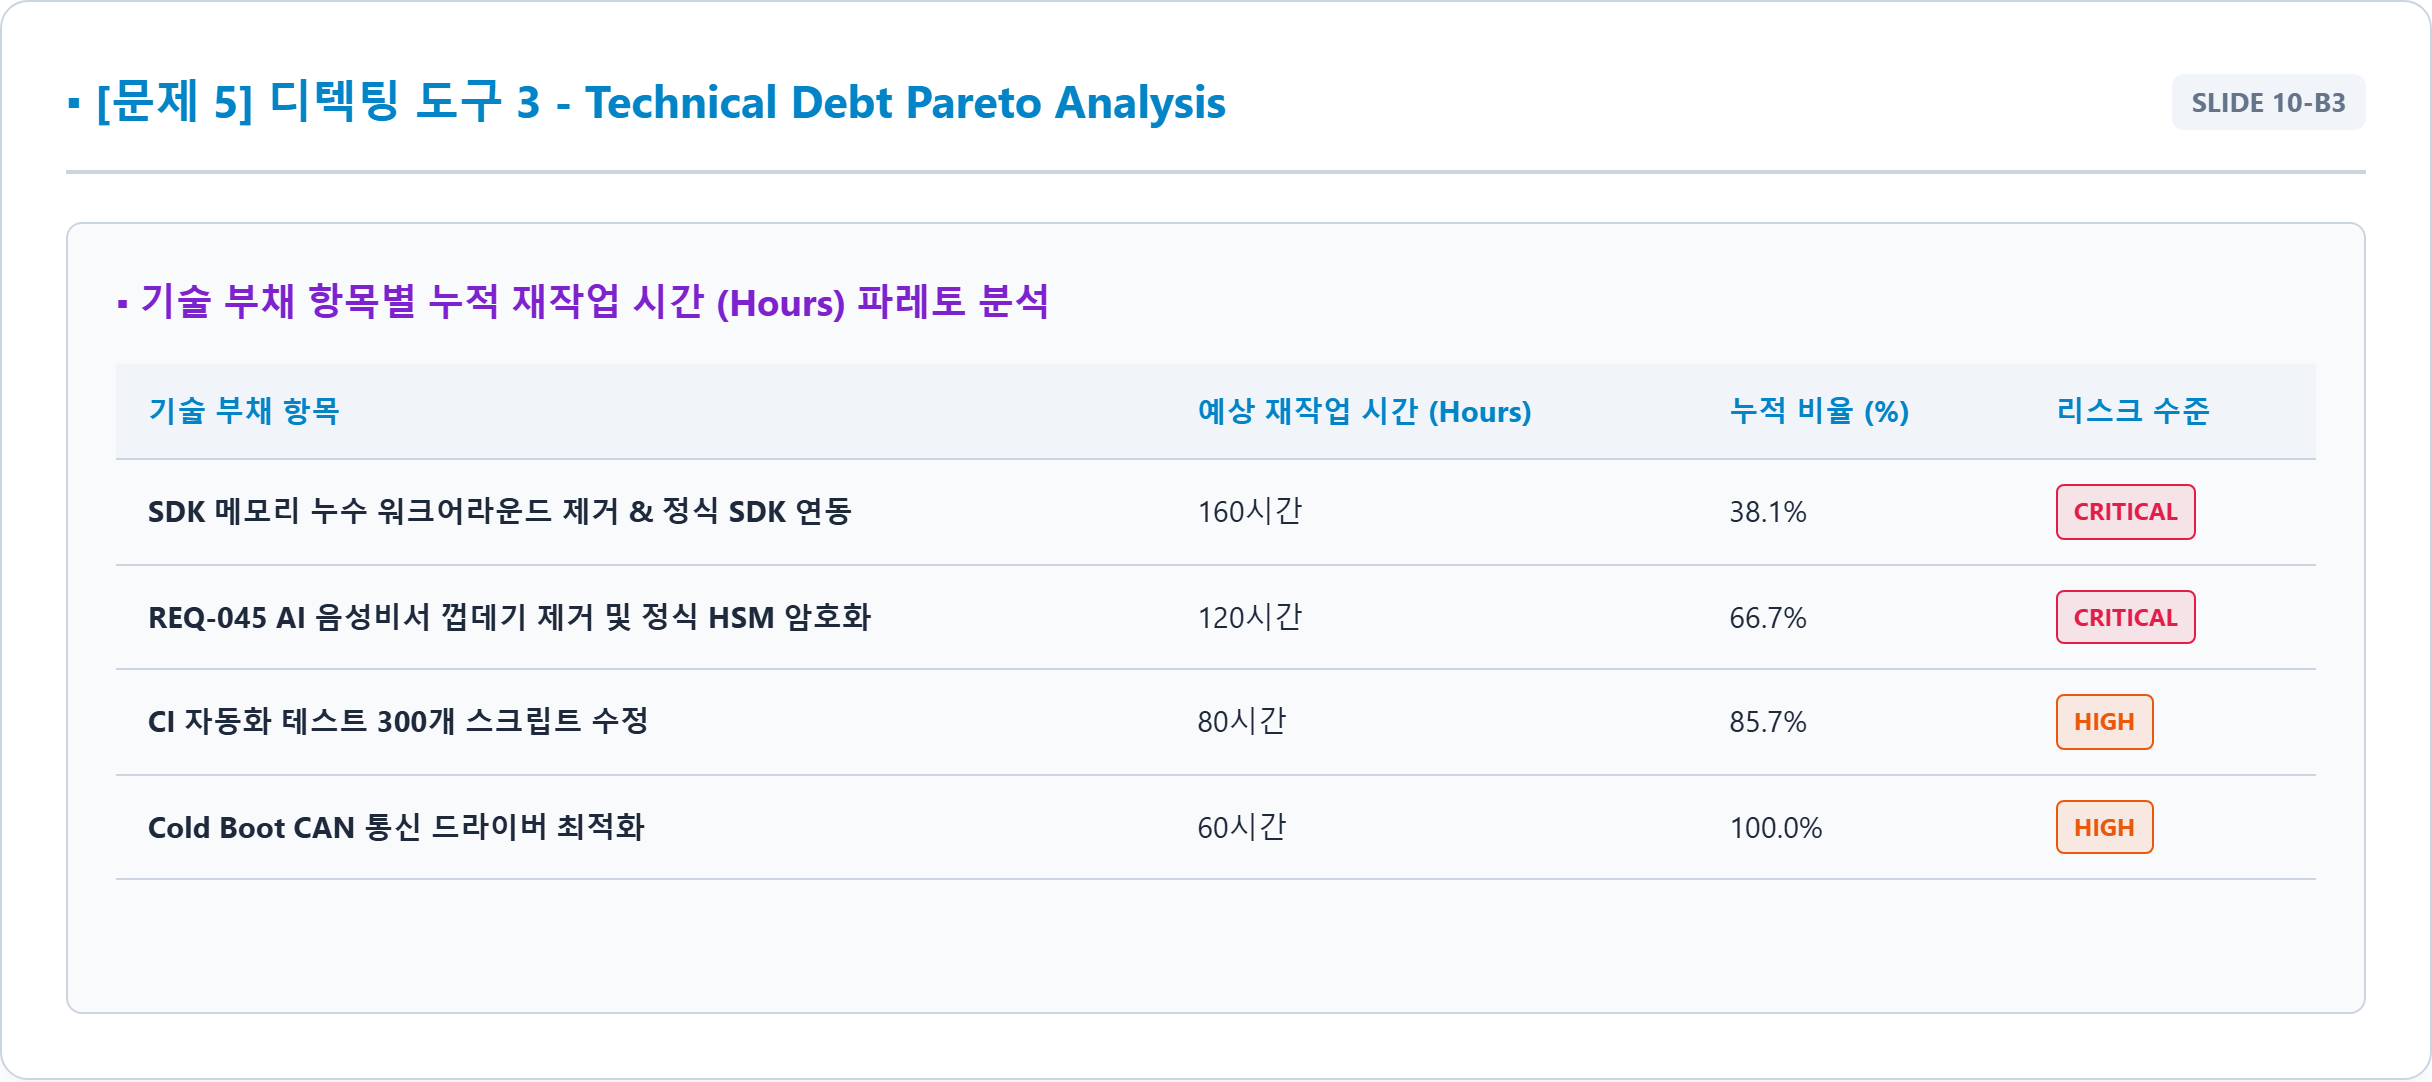 ▪ [문제 5] 디텍팅 도구 3 - Technical Debt Pareto Analysis
SLIDE 10-B3
▪ 기술 부채 항목별 누적 재작업 시간 (Hours) 파레토 분석
기술 부채 항목 예상 재작업 시간 (Hours) 누적 비율 (%) 리스크 수준
SDK 메모리 누수 워크어라운드 제거 & 정식 SDK 연동 160시간 38.1% CRITICAL
REQ-045 AI 음성비서 껍데기 제거 및 정식 HSM 암호화 120시간 66.7% CRITICAL
CI 자동화 테스트 300개 스크립트 수정 80시간 85.7% HIGH
Cold Boot CAN 통신 드라이버 최적화 60시간 100.0% HIGH